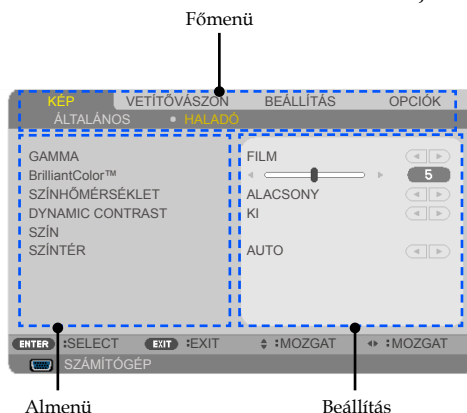 Főmenü
KÉP VETÍTŐVÁSZON BEÁLLÍTÁS OPCIÓK
ÁLTALÁNOS • HALADÓ
GAMMA FILM
BrilliantColor™ 5
SZÍNHŐMÉRSÉKLET ALACSONY
DYNAMIC CONTRAST KI
SZÍN
SZÍNTÉR AUTO
ENTER :SELECT EXIT :EXIT :MOZGAT :MOZGAT
SZÁMÍTÓGÉP
Almenü Beállítás